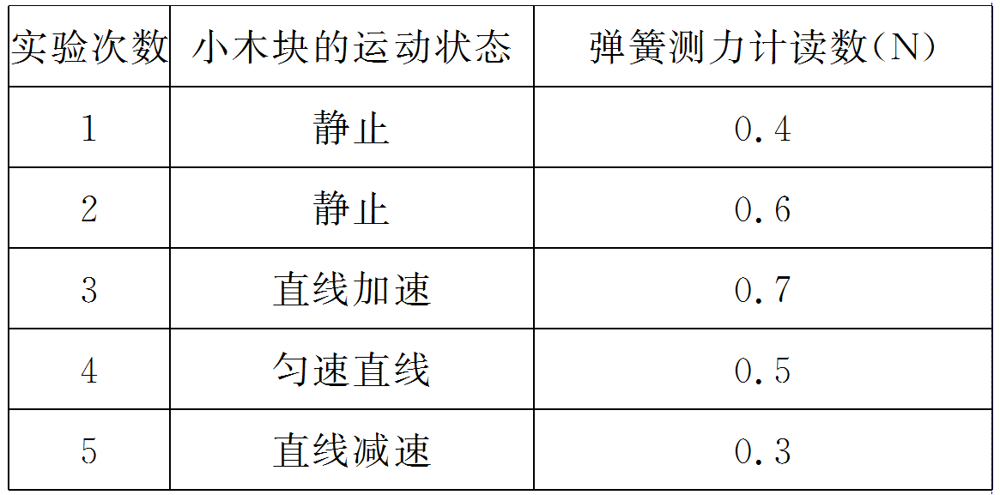 实验次数 小木块的运动状态 弹簧测力计读数(N)
1 静止 0.4
2 静止 0.6
3 直线加速 0.7
4 匀速直线 0.5
5 直线减速 0.3